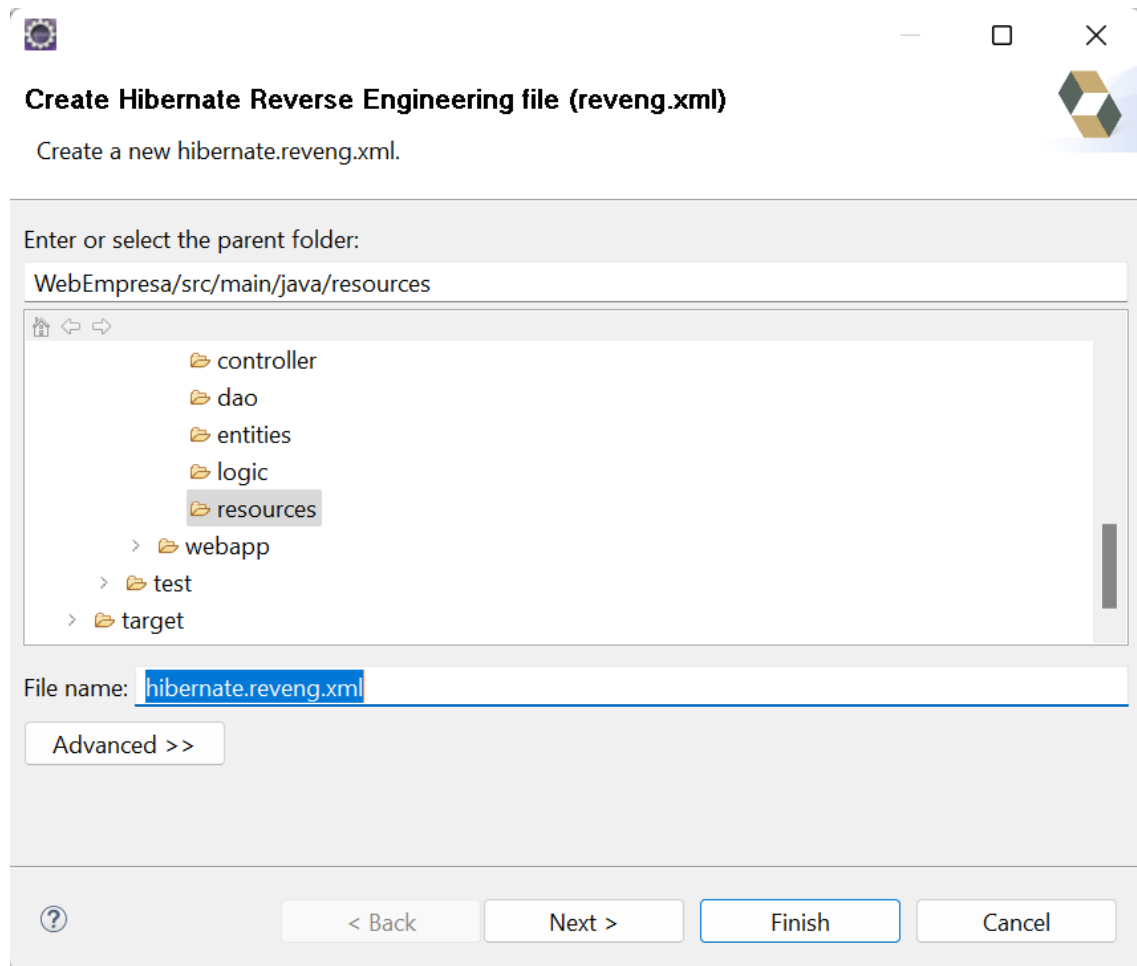 Create Hibernate Reverse Engineering file (reveng.xml)
Create a new hibernate.reveng.xml.
Enter or select the parent folder:
WebEmpresa/src/main/java/resources
controller
dao
entities
logic
resources
webapp
test
target
File name: hibernate.reveng.xml
Advanced >>
? < Back Next > Finish Cancel